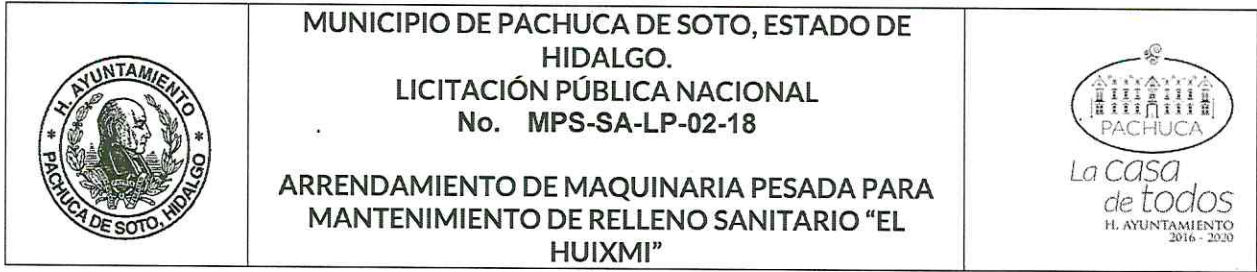 H. AYUNTAMIENTO
* PACHUCA DE SOTO, HIDALGO *
MUNICIPIO DE PACHUCA DE SOTO, ESTADO DE
HIDALGO.
LICITACIÓN PÚBLICA NACIONAL
No. MPS-SA-LP-02-18
ARRENDAMIENTO DE MAQUINARIA PESADA PARA
MANTENIMIENTO DE RELLENO SANITARIO "EL
HUIXMI"
PACHUCA
La casa
de todos
H. AYUNTAMIENTO
2016 - 2020